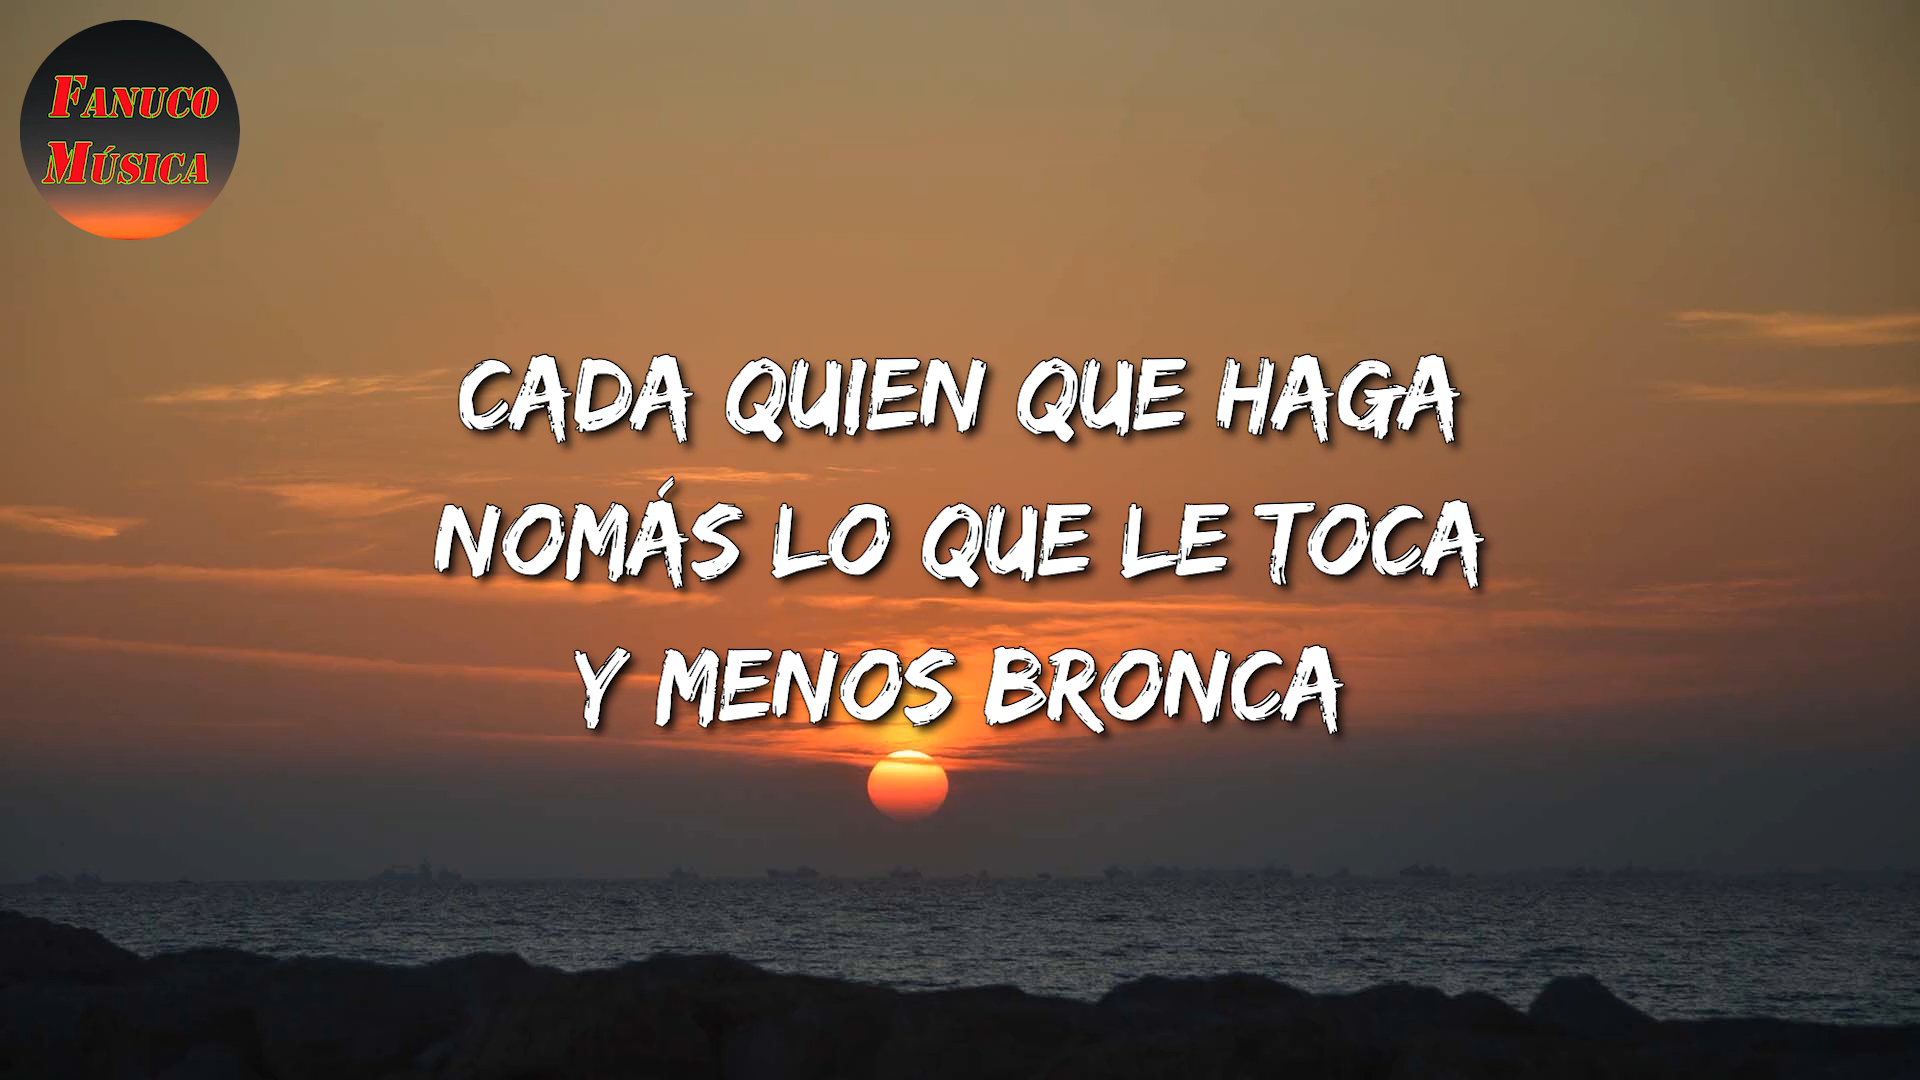 FANUCO
MÚSICA
CADA QUIEN QUE HAGA
NOMÁS LO QUE LE TOCA
Y MENOS BRONCA